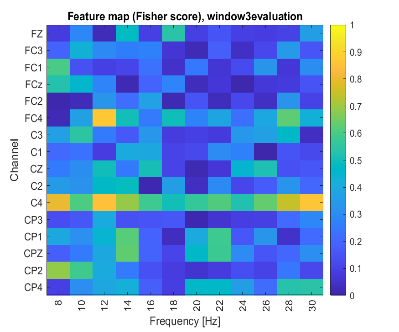 Feature map (Fisher score), window3evaluation
FZ
FC3
FC1
FCz
FC2
FC4
C3
C1
CZ
C2
C4
CP3
CP1
CPZ
CP2
CP4
Channel
8 10 12 14 16 18 20 22 24 26 28 30
Frequency [Hz]
1
0.9
0.8
0.7
0.6
0.5
0.4
0.3
0.2
0.1
0